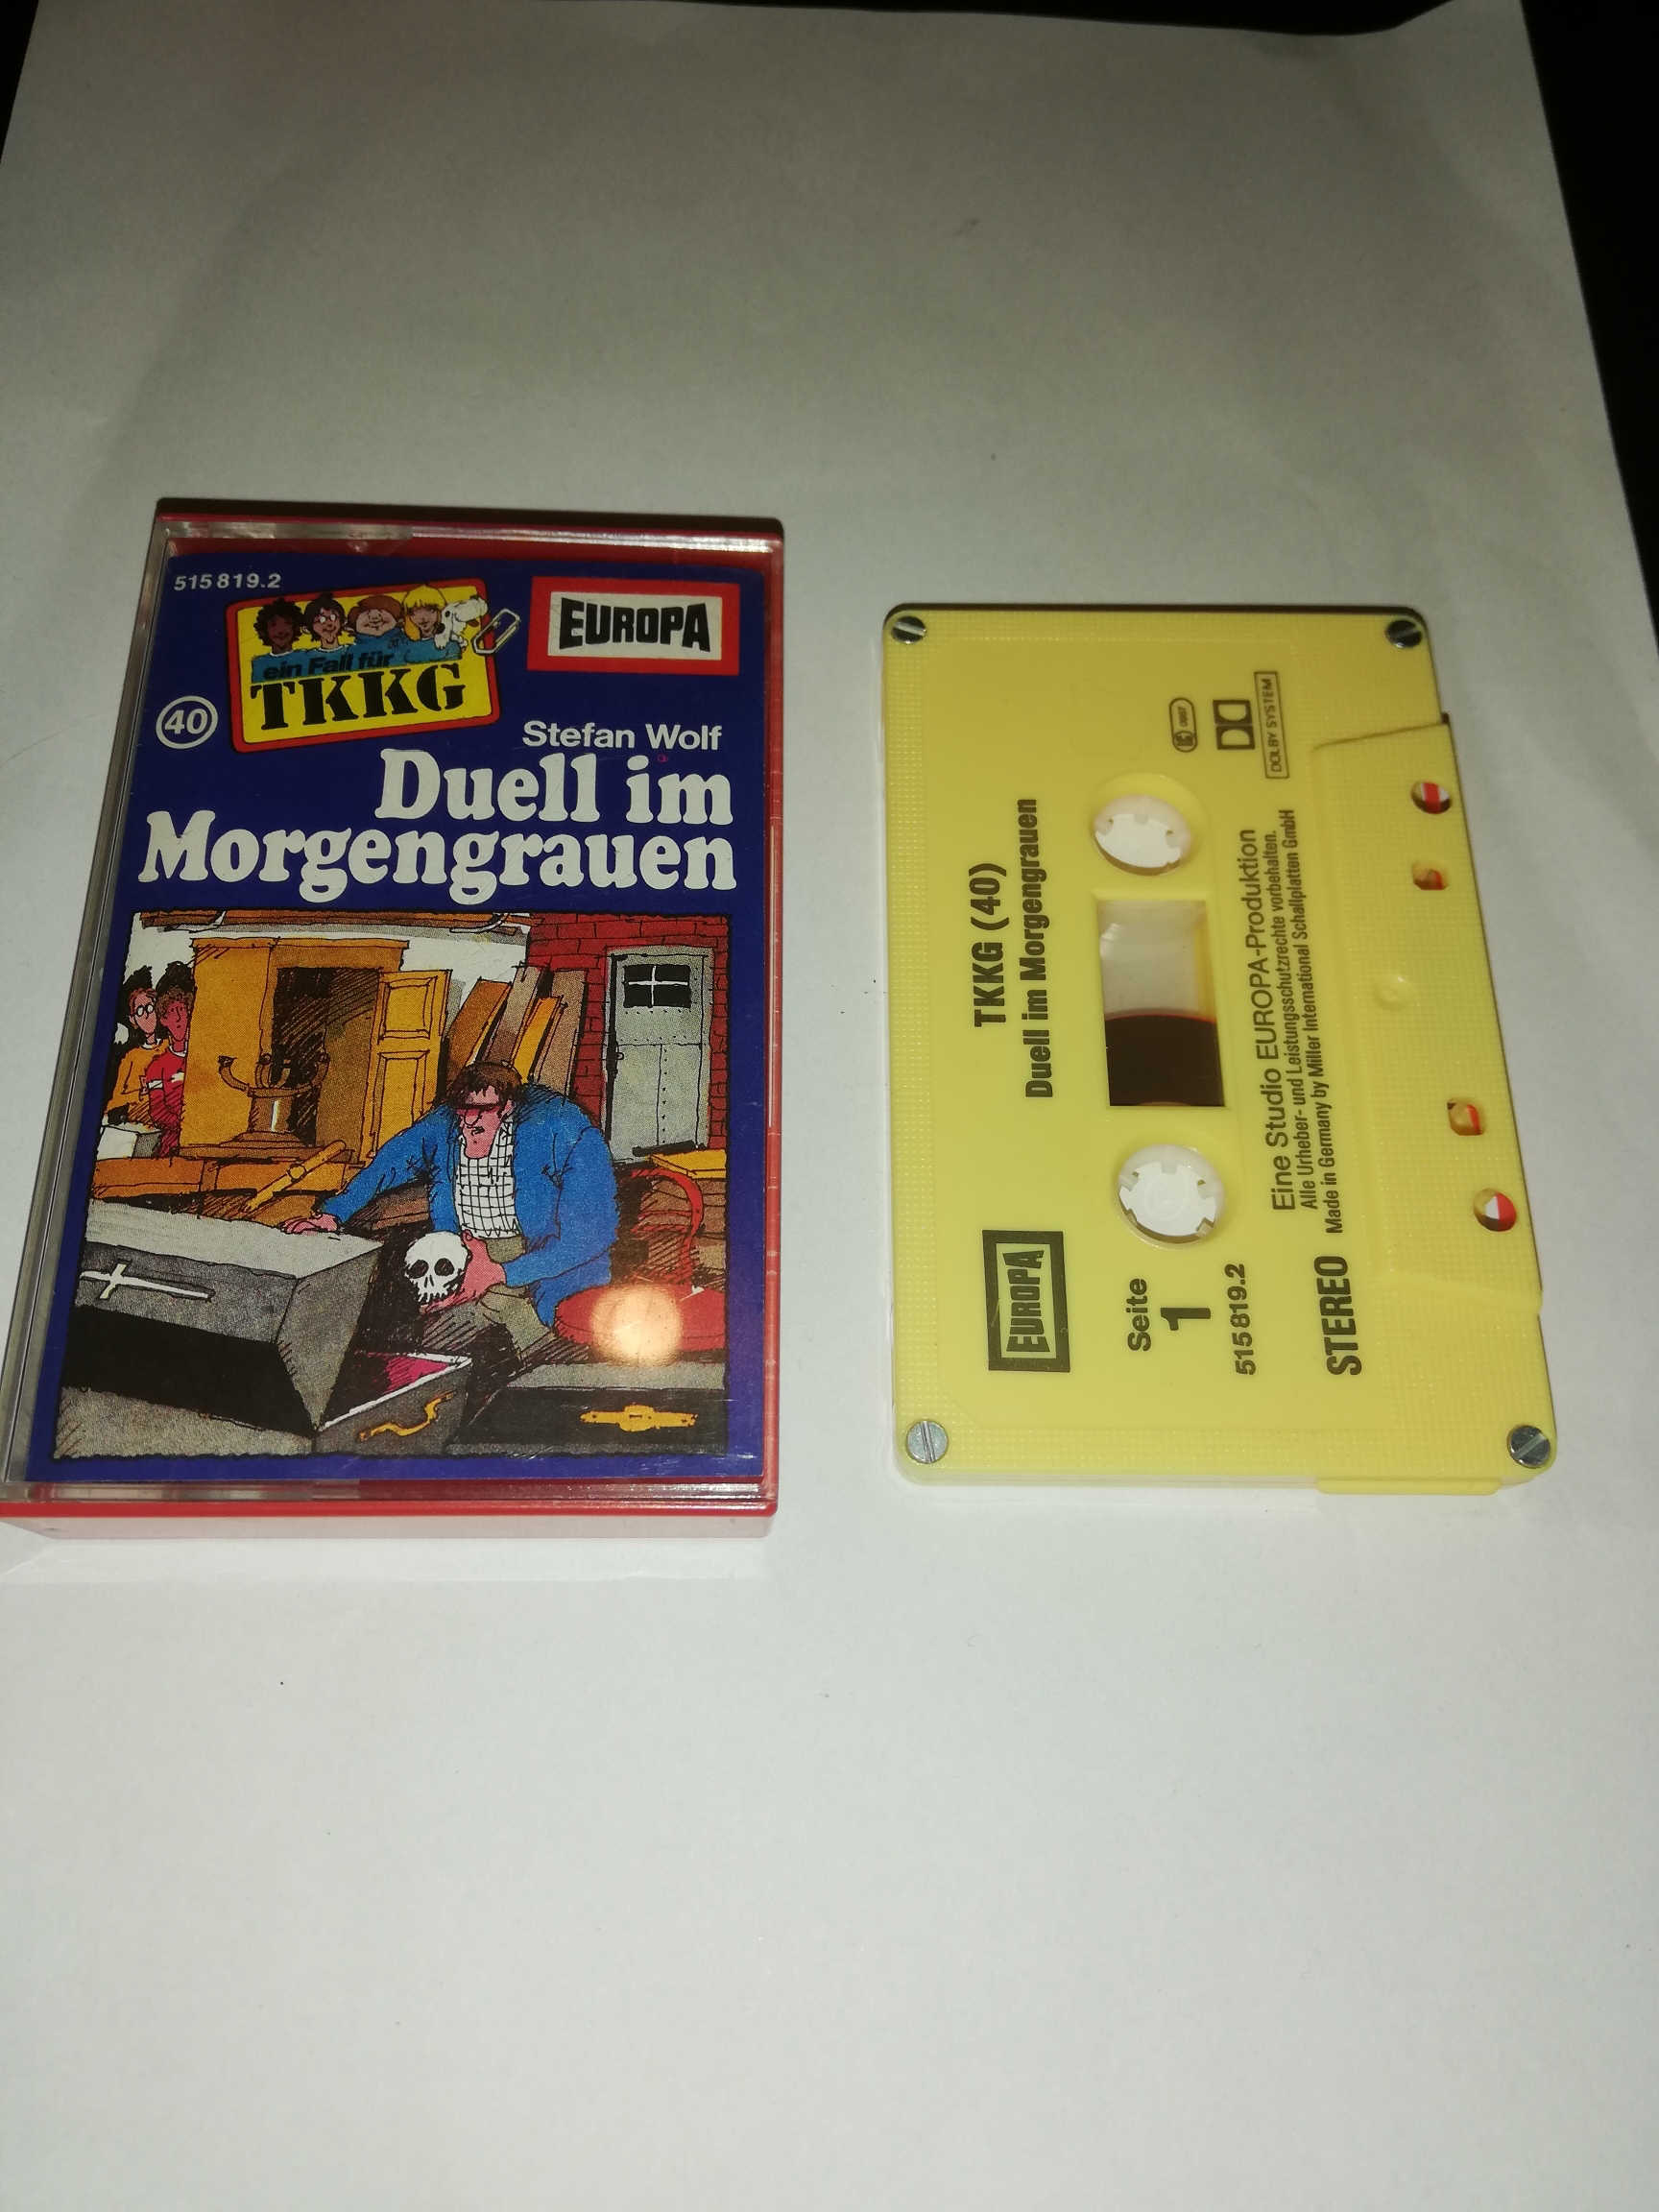 515 819.2
ein Fall für
TKKG
EUROPA
40
Stefan Wolf
Duell im
Morgengrauen
TKKG (40)
Duell im Morgengrauen
EUROPA
Seite
1
515 819.2
LC 0987
DOLBY SYSTEM
Eine Studio EUROPA-Produktion
Alle Urheber- und Leistungsschutzrechte vorbehalten.
Made in Germany by Miller International Schallplatten GmbH
STEREO